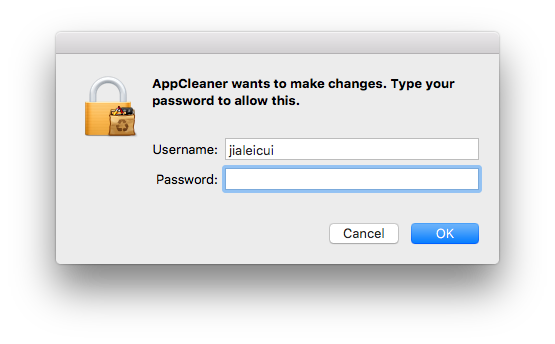 AppCleaner wants to make changes. Type your
password to allow this.
Username: jialeicui
Password:
Cancel OK